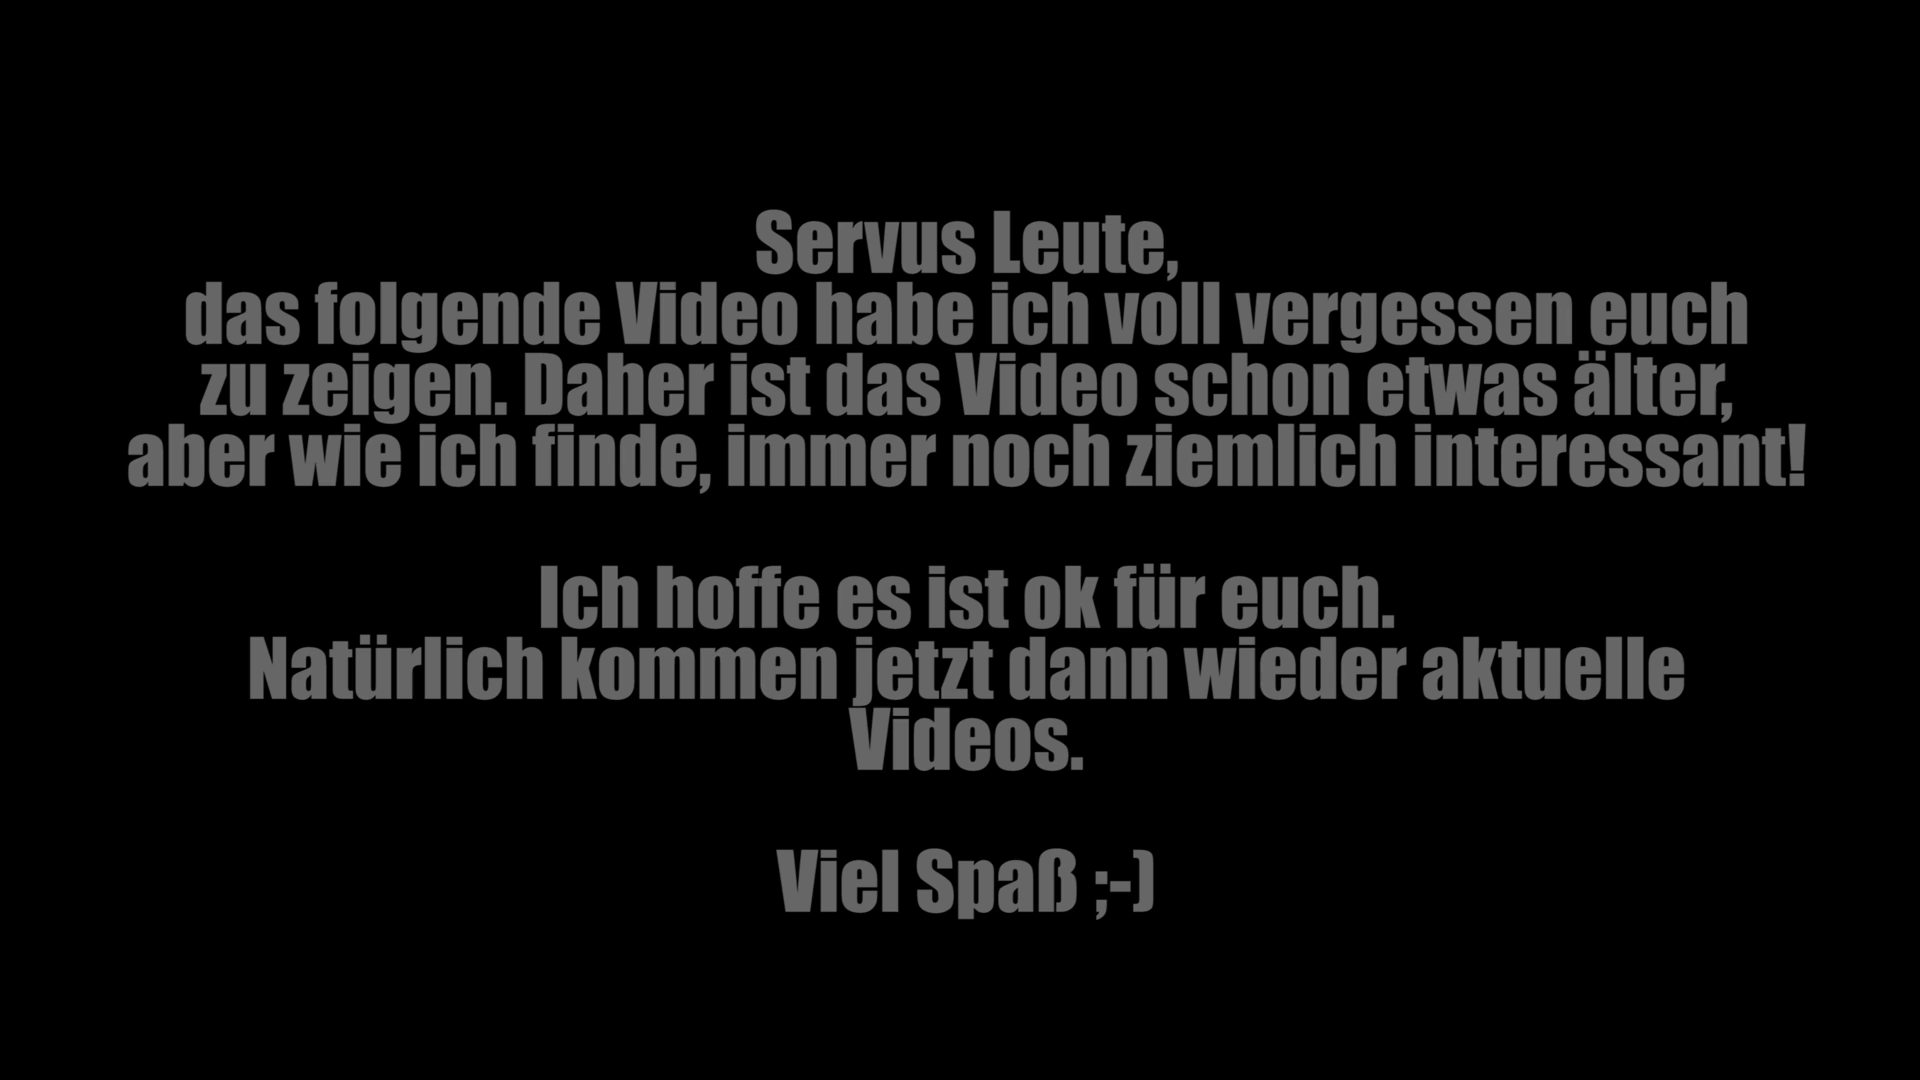 Servus Leute,
das folgende Video habe ich voll vergessen euch
zu zeigen. Daher ist das Video schon etwas älter,
aber wie ich finde, immer noch ziemlich interessant!
Ich hoffe es ist ok für euch.
Natürlich kommen jetzt dann wieder aktuelle
Videos.
Viel Spaß ;-)